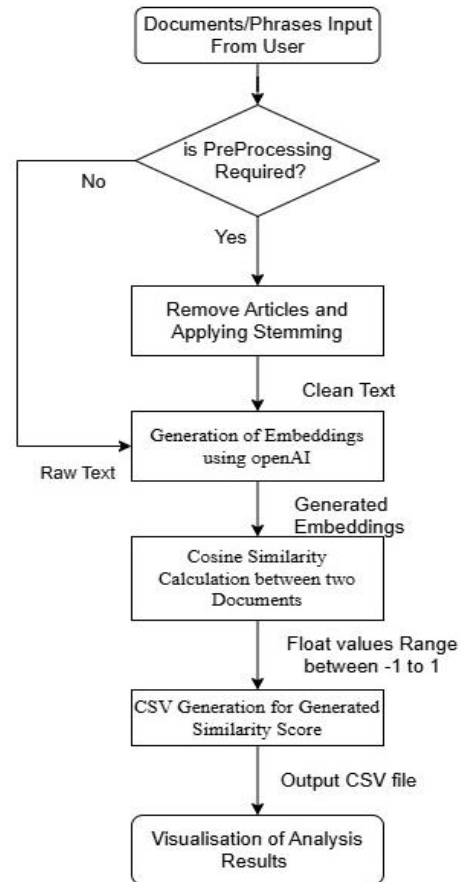 Documents/Phrases Input
From User
is PreProcessing
Required?
No
Yes
Remove Articles and
Applying Stemming
Clean Text
Generation of Embeddings
using openAI
Raw Text
Generated
Embeddings
Cosine Similarity
Calculation between two
Documents
Float values Range
between -1 to 1
CSV Generation for Generated
Similarity Score
Output CSV file
Visualisation of Analysis
Results